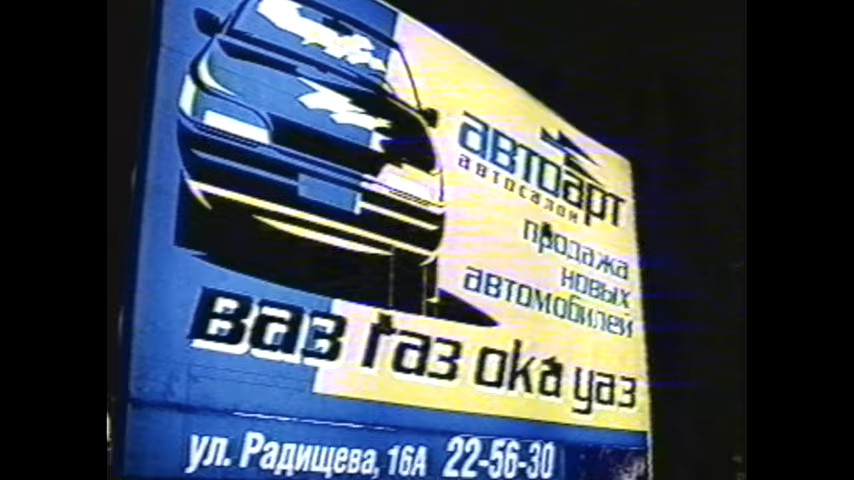 автоарт
автосалон
продажа
новых
автомобилей
ваз газ ока уаз
ул. Радищева, 16А 22-56-30